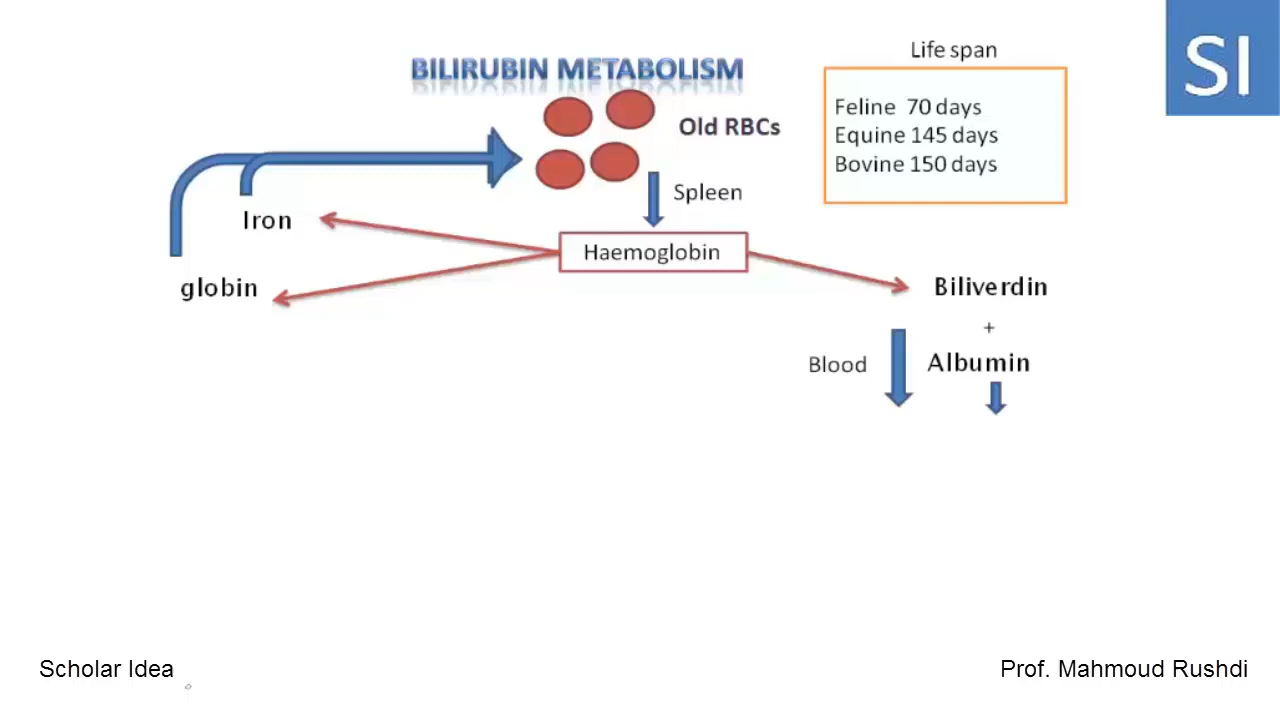 SI
Life span
BILIRUBIN METABOLISM
Feline 70 days
Equine 145 days
Bovine 150 days
Old RBCs
Spleen
Iron
Haemoglobin
globin
Biliverdin
+
Blood
Albumin
Scholar Idea
Prof. Mahmoud Rushdi